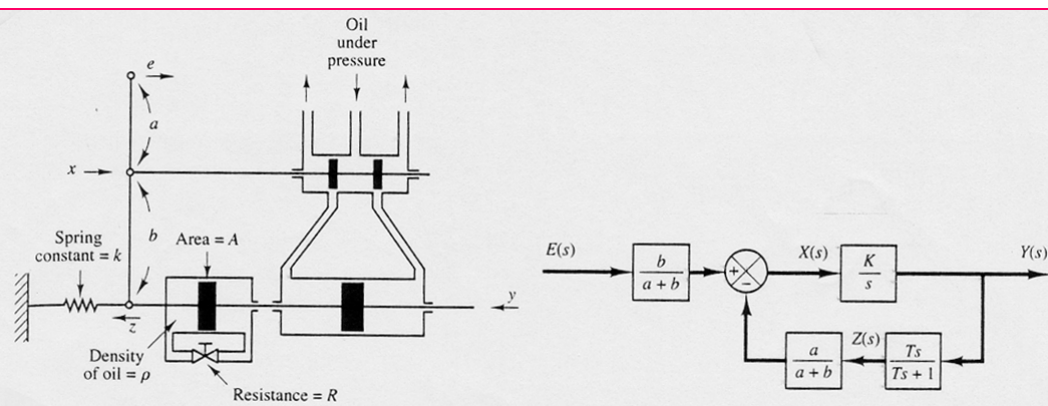 Oil
under
pressure
e
a
x
b
Spring
constant = k
Area = A
y
z
Density
of oil = ρ
Resistance = R
E(s)
b
a + b
+
−
X(s)
K
s
Y(s)
Z(s)
a
a + b
Ts
Ts + 1